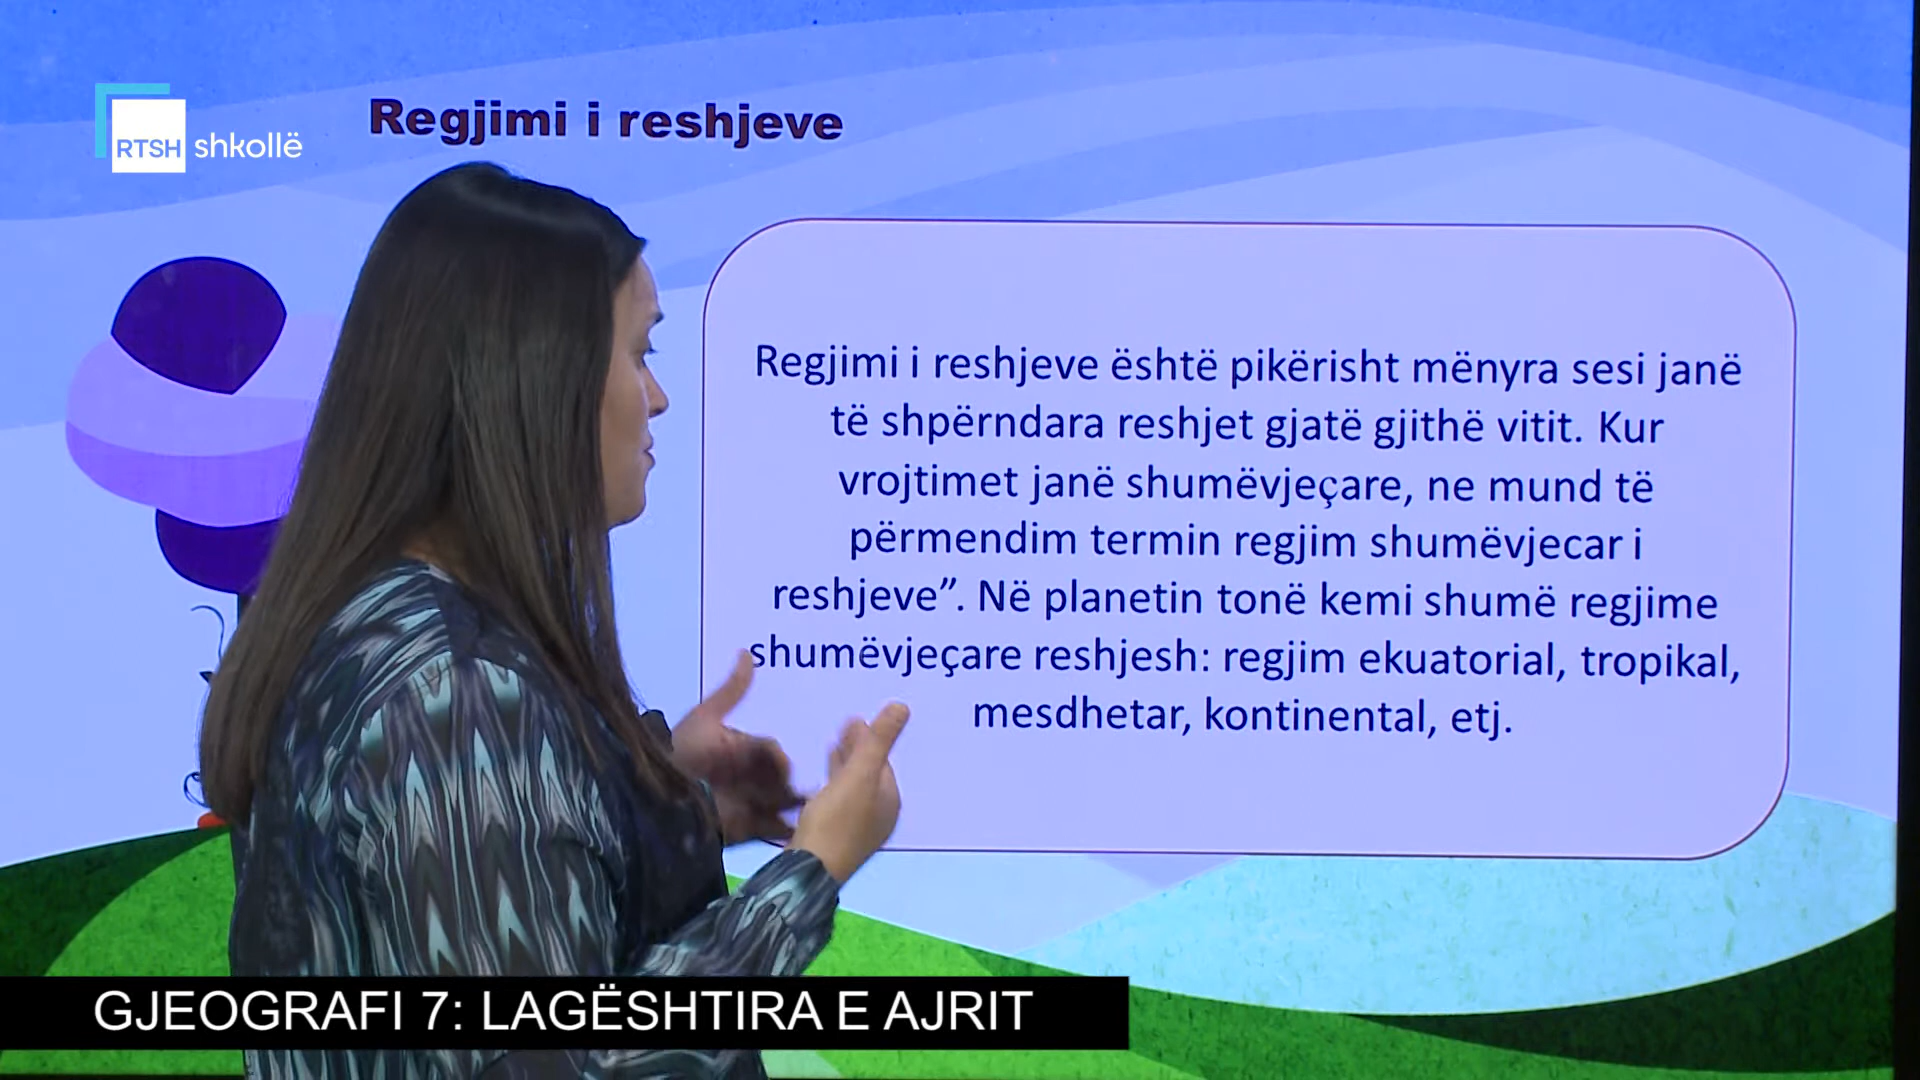 RTSH shkollë
Regjimi i reshjeve
Regjimi i reshjeve është pikërisht mënyra sesi janë
të shpërndara reshjet gjatë gjithë vitit. Kur
vrojtimet janë shumëvjeçare, ne mund të
përmendim termin regjim shumëvjecar i
reshjeve”. Në planetin tonë kemi shumë regjime
shumëvjeçare reshjesh: regjim ekuatorial, tropikal,
mesdhetar, kontinental, etj.
GJEOGRAFI 7: LAGËSHTIRA E AJRIT